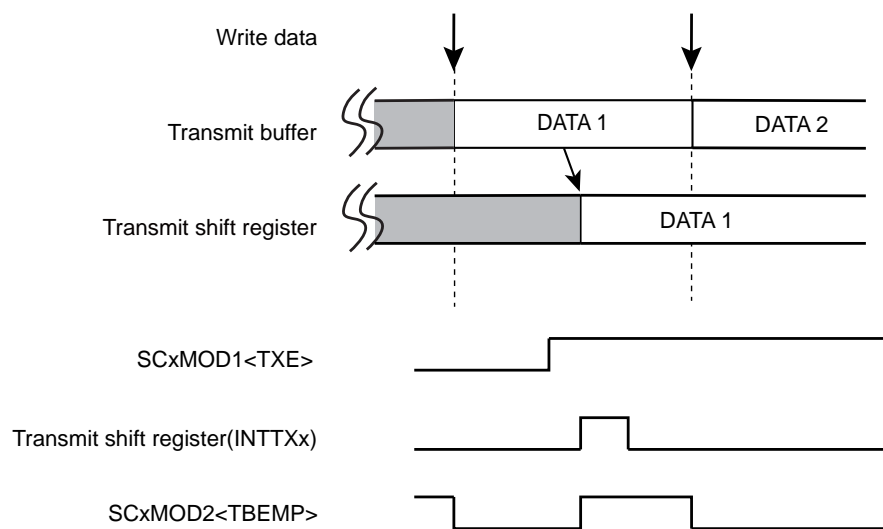 Write data
Transmit buffer
DATA 1
DATA 2
Transmit shift register
DATA 1
SCxMOD1<TXE>
Transmit shift register(INTTXx)
SCxMOD2<TBEMP>